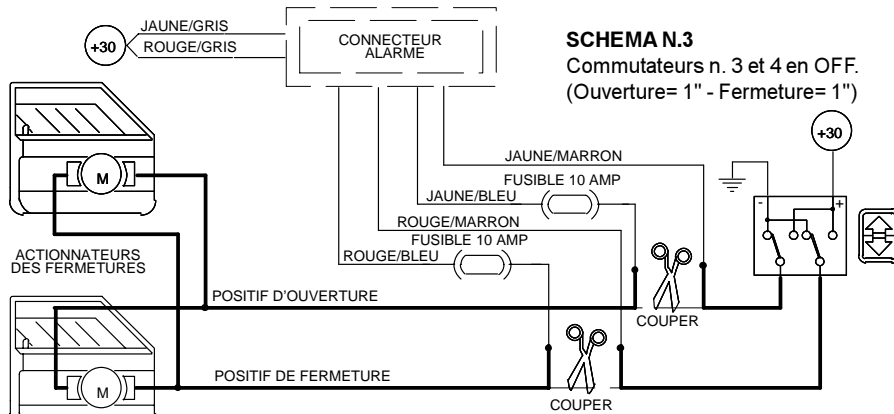 JAUNE/GRIS
ROUGE/GRIS
+30
CONNECTEUR
ALARME
SCHEMA N.3
Commutateurs n. 3 et 4 en OFF.
(Ouverture= 1" - Fermeture= 1")
+30
JAUNE/MARRON
FUSIBLE 10 AMP
JAUNE/BLEU
ROUGE/MARRON
FUSIBLE 10 AMP
ROUGE/BLEU
- +
M
ACTIONNATEURS
DES FERMETURES
POSITIF D'OUVERTURE
COUPER
M
POSITIF DE FERMETURE
COUPER